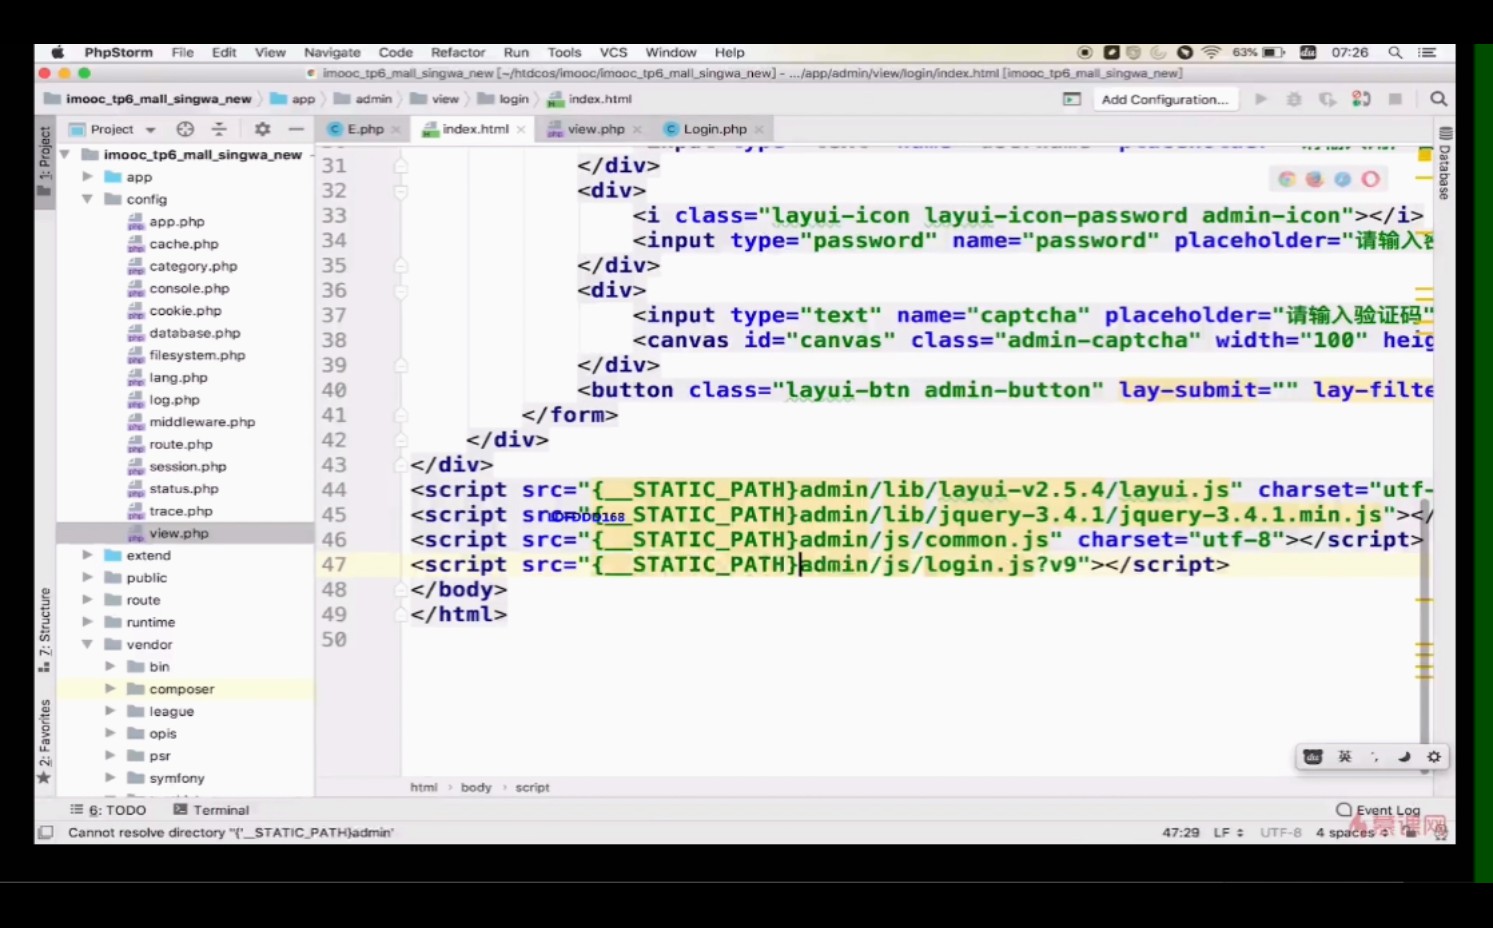 PhpStorm File Edit View Navigate Code Refactor Run Tools VCS Window Help 63% 07:26
imooc_tp6_mall_singwa_new [~/htdcos/imooc/imooc_tp6_mall_singwa_new] - .../app/admin/view/login/index.html [imooc_tp6_mall_singwa_new]
imooc_tp6_mall_singwa_new app admin view login index.html Add Configuration...
Project E.php index.html view.php Login.php
1: Project
7: Structure
2: Favorites
imooc_tp6_mall_singwa_new
app
config
app.php
cache.php
category.php
console.php
cookie.php
database.php
filesystem.php
lang.php
log.php
middleware.php
route.php
session.php
status.php
trace.php
view.php
extend
public
route
runtime
vendor
bin
composer
league
opis
psr
symfony
31 </div>
32 <div>
33 <i class="layui-icon layui-icon-password admin-icon"></i>
34 <input type="password" name="password" placeholder="请输入
35 </div>
36 <div>
37 <input type="text" name="captcha" placeholder="请输入验证码"
38 <canvas id="canvas" class="admin-captcha" width="100" heig
39 </div>
40 <button class="layui-btn admin-button" lay-submit="" lay-filte
41 </form>
42 </div>
43 </div>
44 <script src="{__STATIC_PATH}admin/lib/layui-v2.5.4/layui.js" charset="utf-
45 <script src="{__STATIC_PATH}admin/lib/jquery-3.4.1/jquery-3.4.1.min.js"></
46 <script src="{__STATIC_PATH}admin/js/common.js" charset="utf-8"></script>
47 <script src="{__STATIC_PATH}admin/js/login.js?v9"></script>
48 </body>
49 </html>
50
Database
英
html › body › script
6: TODO Terminal Event Log
Cannot resolve directory "{'__STATIC_PATH}admin' 47:29 LF UTF-8 4 spaces
慕课网